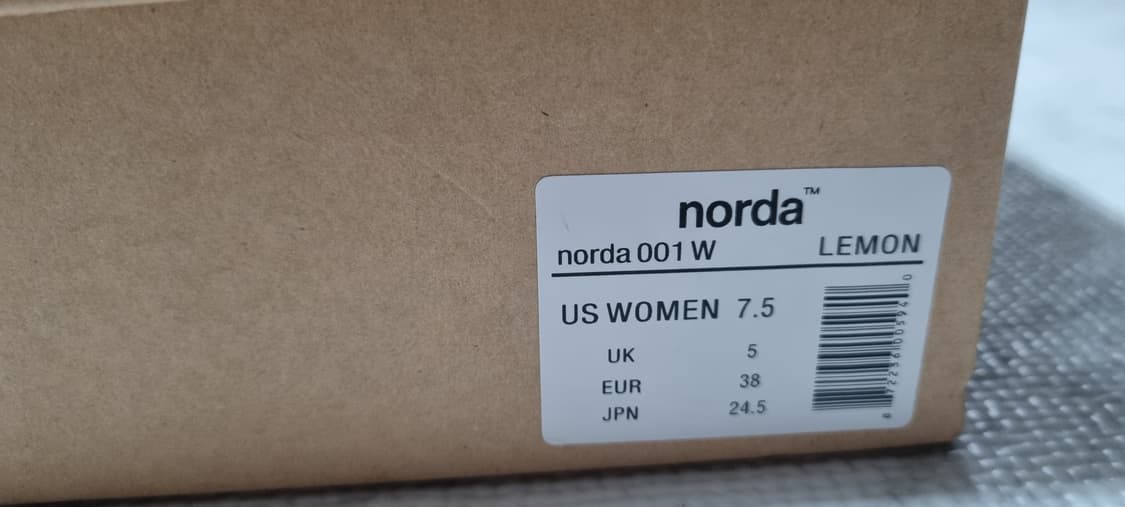 norda™
norda 001 W LEMON
US WOMEN 7.5
UK 5
EUR 38
JPN 24.5